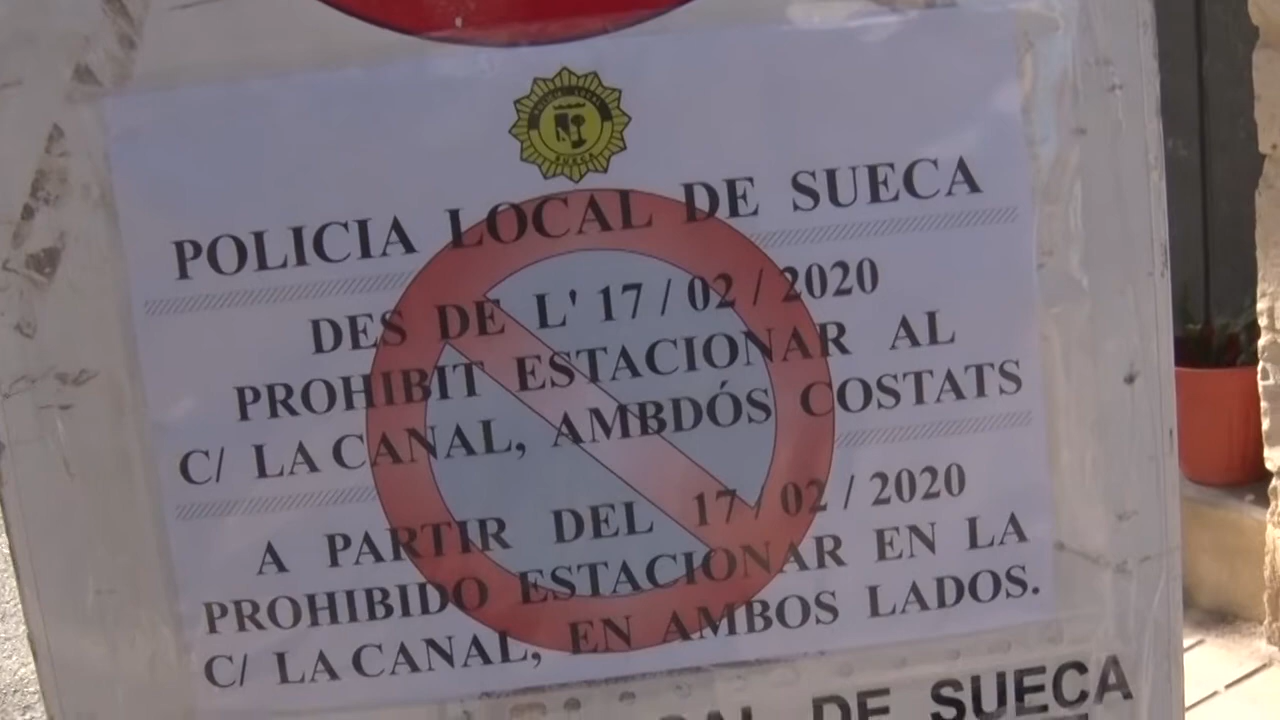 SUECA
POLICIA LOCAL DE SUECA
DES DE L' 17 / 02 / 2020
PROHIBIT ESTACIONAR AL
C/ LA CANAL, AMBDÓS COSTATS
A PARTIR DEL 17 / 02 / 2020
PROHIBIDO ESTACIONAR EN LA
C/ LA CANAL, EN AMBOS LADOS.
DE SUECA